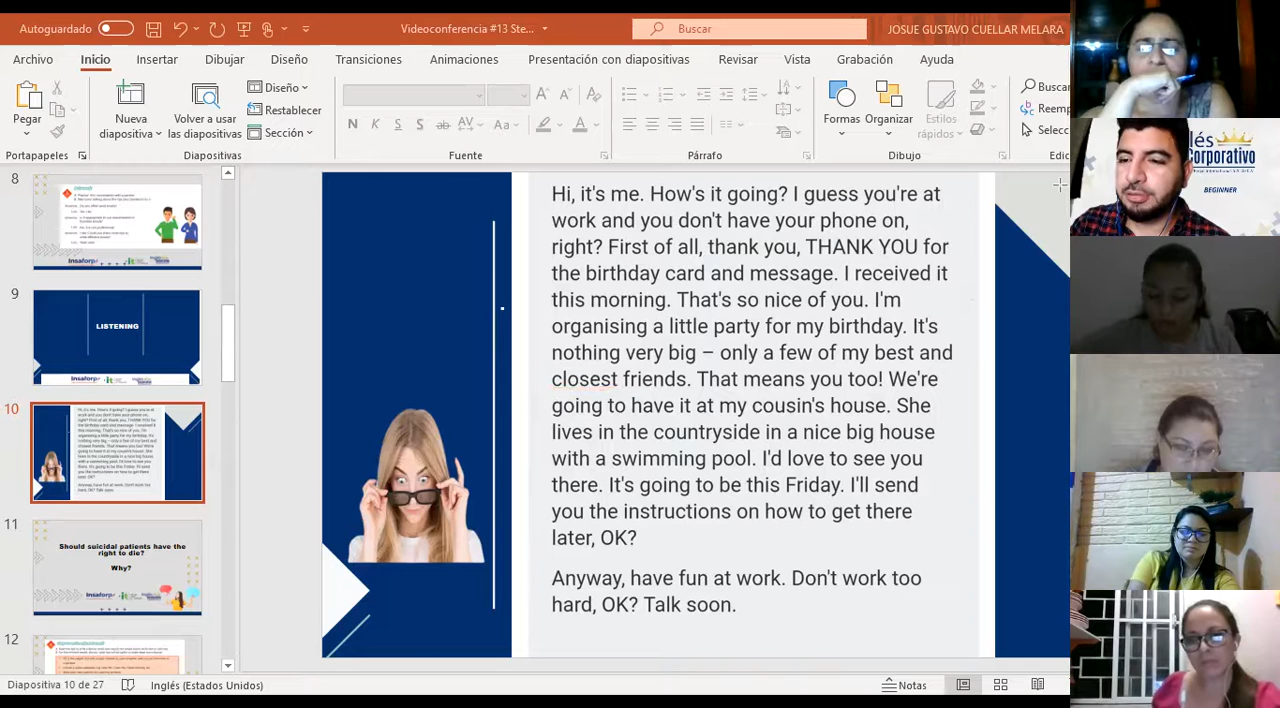 Autoguardado
Videoconferencia #13 Ste...
Buscar
JOSUE GUSTAVO CUELLAR MELARA
Archivo Inicio Insertar Dibujar Diseño Transiciones Animaciones Presentación con diapositivas Revisar Vista Grabación Ayuda
Pegar
Nueva
diapositiva
Volver a usar
las diapositivas
Diseño
Restablecer
Sección
N K S ab AV Aa
Formas
Organizar
Estilos
rápidos
Buscar
Reemp
Selecc
Portapapeles Diapositivas Fuente Párrafo Dibujo Edic
8
9
LISTENING
10
11
Should suicidal patients have the
right to die?
Why?
12
Hi, it's me. How's it going? I guess you're at
work and you don't have your phone on,
right? First of all, thank you, THANK YOU for
the birthday card and message. I received it
this morning. That's so nice of you. I'm
organising a little party for my birthday. It's
nothing very big – only a few of my best and
closest friends. That means you too! We're
going to have it at my cousin's house. She
lives in the countryside in a nice big house
with a swimming pool. I'd love to see you
there. It's going to be this Friday. I'll send
you the instructions on how to get there
later, OK?
Anyway, have fun at work. Don't work too
hard, OK? Talk soon.
Diapositiva 10 de 27
Inglés (Estados Unidos)
Notas
lés
Corporativo
BEGINNER